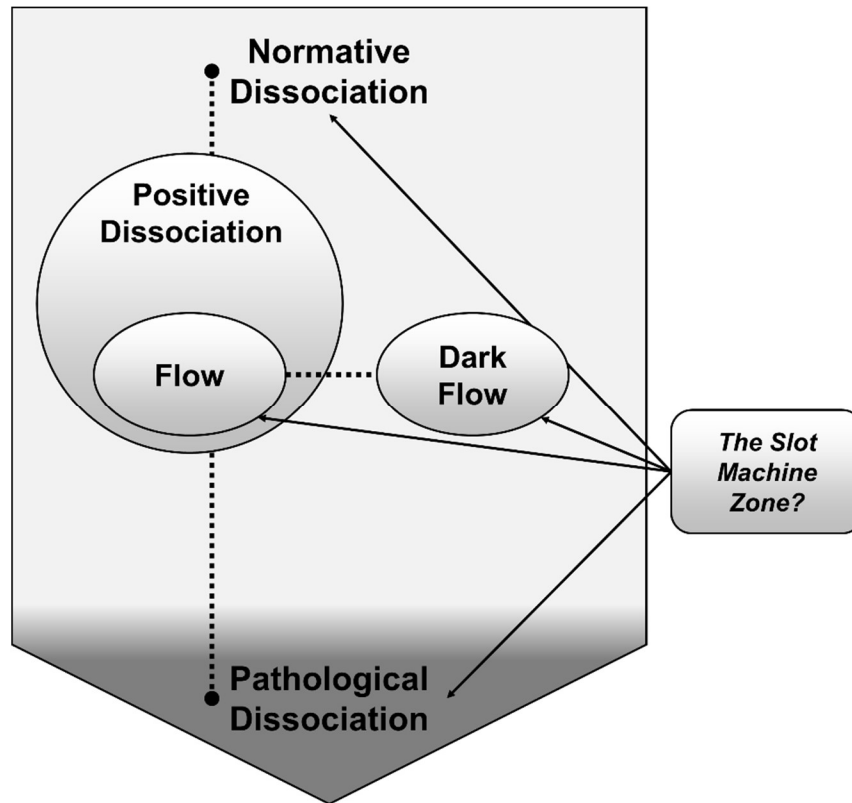 Normative
Dissociation
Positive
Dissociation
Flow
Dark
Flow
The Slot
Machine
Zone?
Pathological
Dissociation